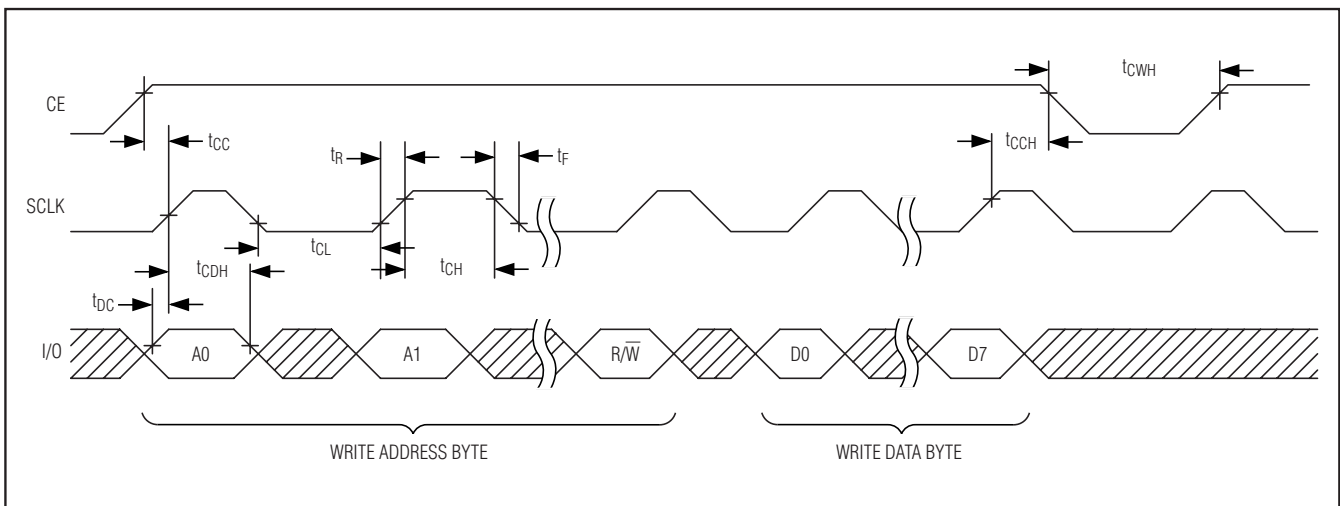 CE
tCWH
tCC
tCCH
tR
tF
SCLK
tCL
tCDH
tCH
tDC
I/O
A0
A1
R/W̅
D0
D7
WRITE ADDRESS BYTE
WRITE DATA BYTE